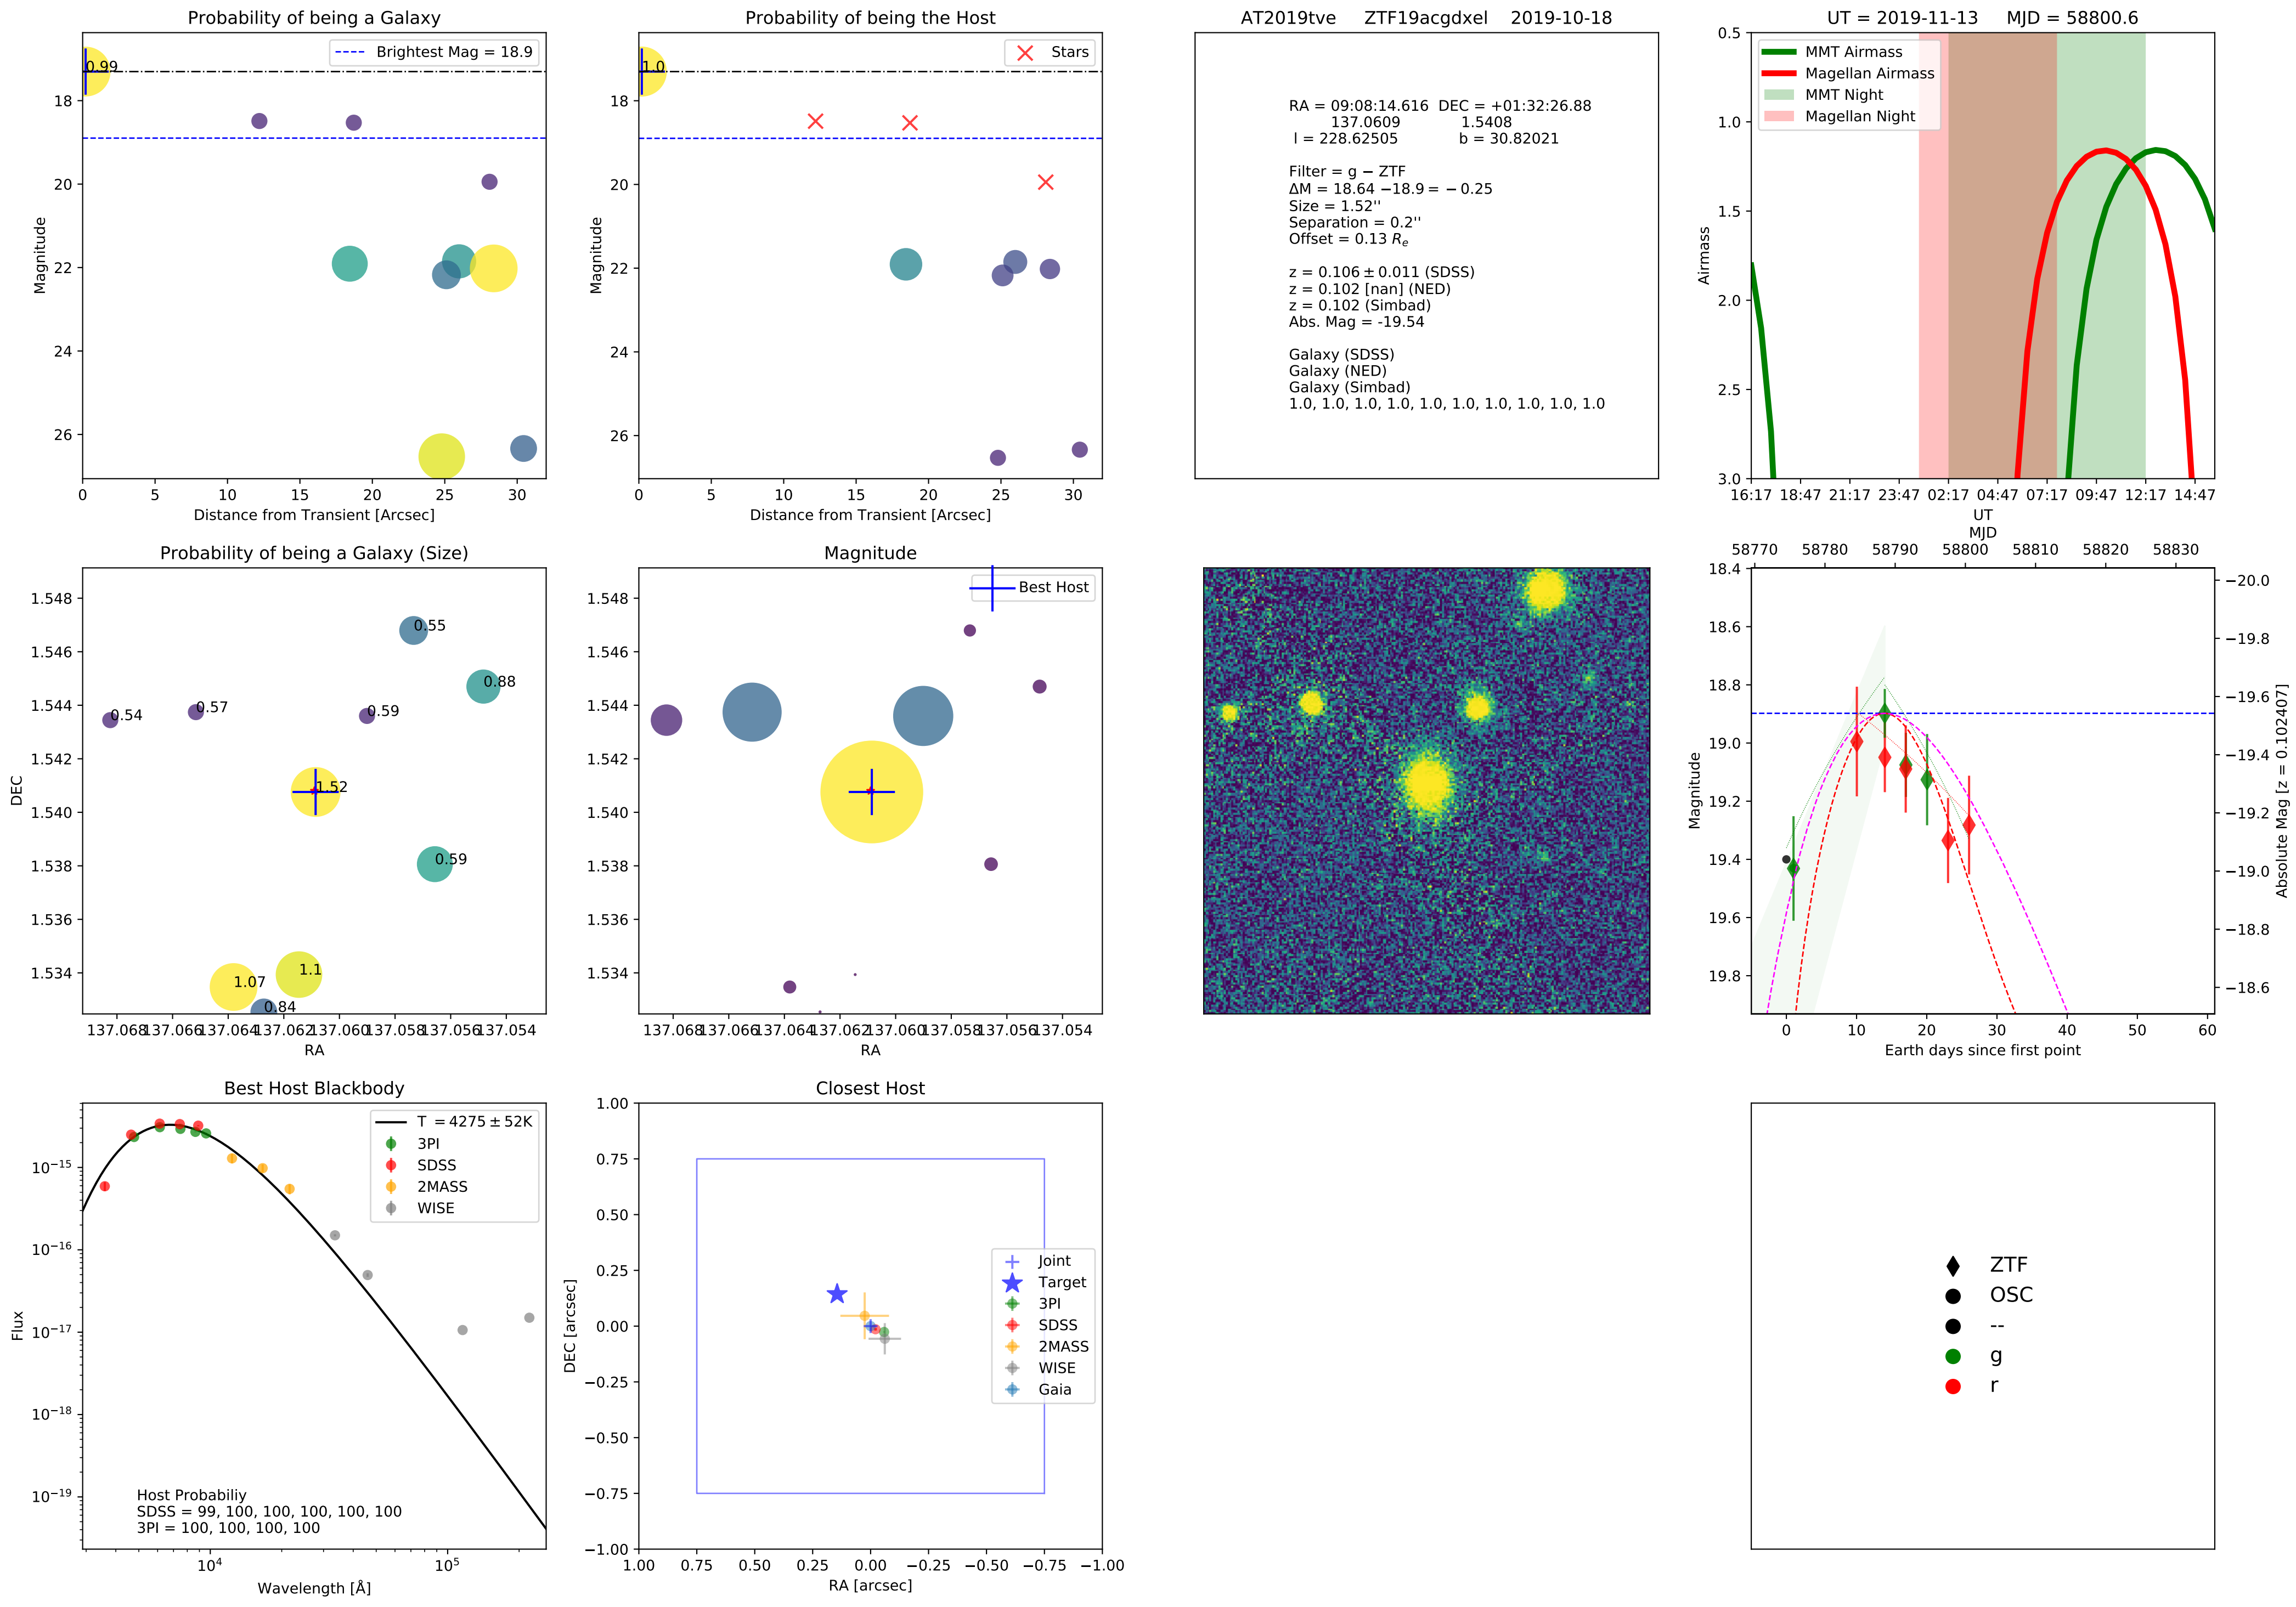 Probability of being a Galaxy
Brightest Mag = 18.9
0.99
18
20
22
24
26
Magnitude
0 5 10 15 20 25 30
Distance from Transient [Arcsec]
Probability of being the Host
Stars
1.0
18
20
22
24
26
Magnitude
0 5 10 15 20 25 30
Distance from Transient [Arcsec]
AT2019tve ZTF19acgdxel 2019-10-18
RA = 09:08:14.616 DEC = +01:32:26.88
137.0609 1.5408
l = 228.62505 b = 30.82021
Filter = g − ZTF
ΔM = 18.64 −18.9 = −0.25
Size = 1.52''
Separation = 0.2''
Offset = 0.13 Re
z = 0.106 ± 0.011 (SDSS)
z = 0.102 [nan] (NED)
z = 0.102 (Simbad)
Abs. Mag = -19.54
Galaxy (SDSS)
Galaxy (NED)
Galaxy (Simbad)
1.0, 1.0, 1.0, 1.0, 1.0, 1.0, 1.0, 1.0, 1.0, 1.0
UT = 2019-11-13 MJD = 58800.6
MMT Airmass
Magellan Airmass
MMT Night
Magellan Night
0.5
1.0
1.5
2.0
2.5
3.0
Airmass
16:17 18:47 21:17 23:47 02:17 04:47 07:17 09:47 12:17 14:47
UT
Probability of being a Galaxy (Size)
1.548
1.546
1.544
1.542
1.540
1.538
1.536
1.534
DEC
0.55
0.88
0.54
0.57
0.59
1.52
0.59
1.07
1.1
0.84
137.068 137.066 137.064 137.062 137.060 137.058 137.056 137.054
RA
Magnitude
Best Host
1.548
1.546
1.544
1.542
1.540
1.538
1.536
1.534
137.068 137.066 137.064 137.062 137.060 137.058 137.056 137.054
RA
MJD
58770 58780 58790 58800 58810 58820 58830
18.4
18.6
18.8
19.0
19.2
19.4
19.6
19.8
Magnitude
−20.0
−19.8
−19.6
−19.4
−19.2
−19.0
−18.8
−18.6
Absolute Mag [z = 0.102407]
0 10 20 30 40 50 60
Earth days since first point
Best Host Blackbody
T = 4275 ± 52K
3PI
SDSS
2MASS
WISE
10−15
10−16
10−17
10−18
10−19
Flux
Host Probabiliy
SDSS = 99, 100, 100, 100, 100, 100
3PI = 100, 100, 100, 100
104 105
Wavelength [Å]
Closest Host
1.00
0.75
0.50
0.25
0.00
−0.25
−0.50
−0.75
−1.00
DEC [arcsec]
Joint
Target
3PI
SDSS
2MASS
WISE
Gaia
1.00 0.75 0.50 0.25 0.00 −0.25 −0.50 −0.75 −1.00
RA [arcsec]
ZTF
OSC
--
g
r